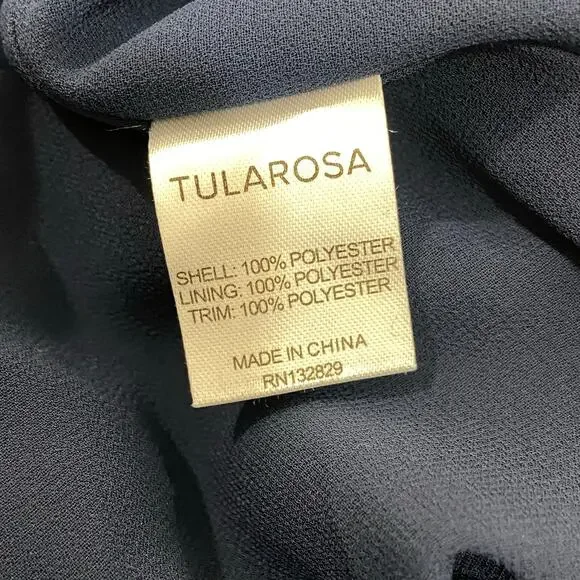 TULAROSA
SHELL: 100% POLYESTER
LINING: 100% POLYESTER
TRIM: 100% POLYESTER
MADE IN CHINA
RN132829